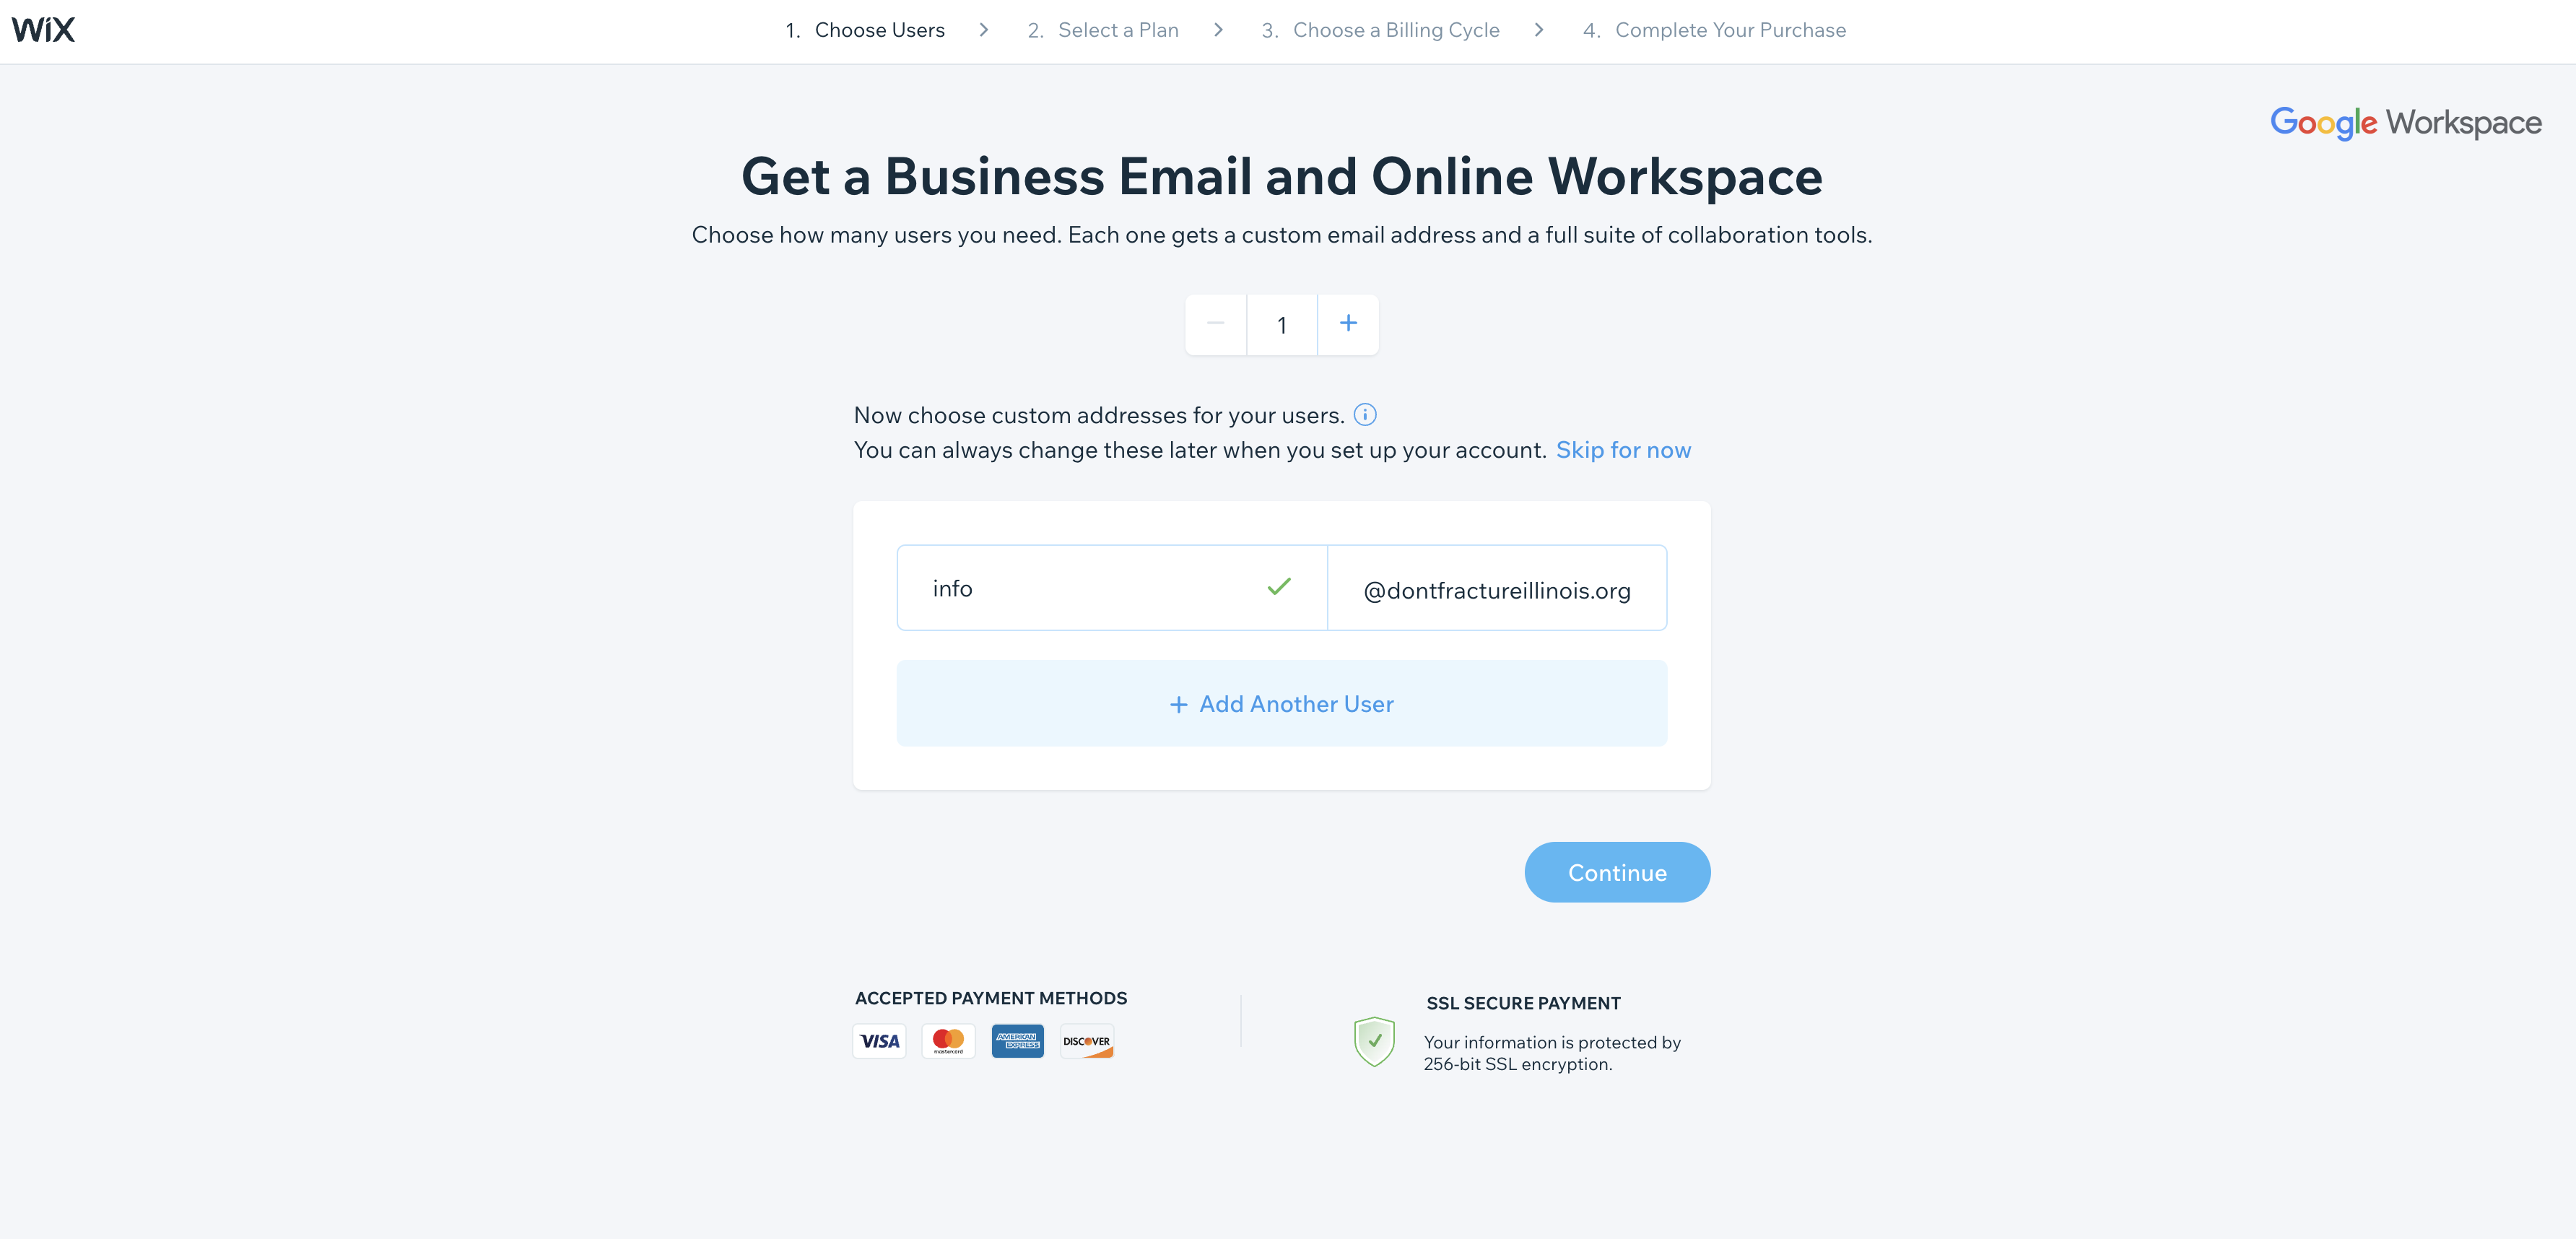 WiX
1. Choose Users > 2. Select a Plan > 3. Choose a Billing Cycle > 4. Complete Your Purchase
Google Workspace
Get a Business Email and Online Workspace
Choose how many users you need. Each one gets a custom email address and a full suite of collaboration tools.
− 1 +
Now choose custom addresses for your users.
You can always change these later when you set up your account. Skip for now
info @dontfractureillinois.org
+ Add Another User
Continue
ACCEPTED PAYMENT METHODS
VISA mastercard AMERICAN EXPRESS DISCOVER
SSL SECURE PAYMENT
Your information is protected by
256-bit SSL encryption.